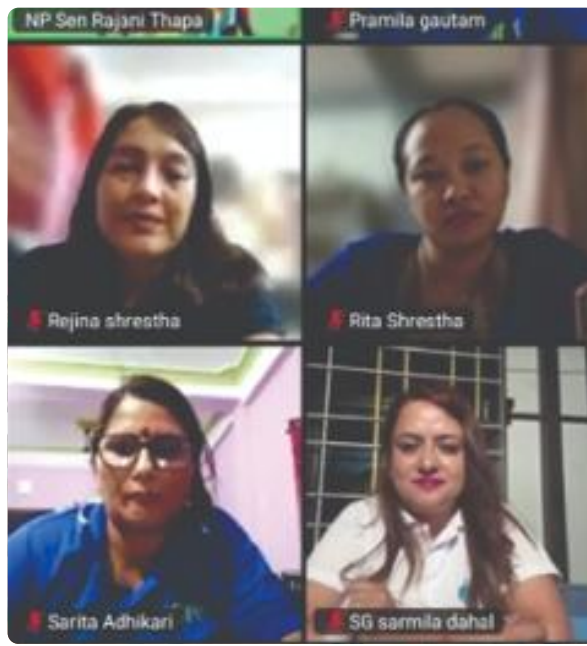 NP Sen Rajani Thapa
Pramila gautam
Rejina shrestha
Rita Shrestha
Sarita Adhikari
SG sarmila dahal